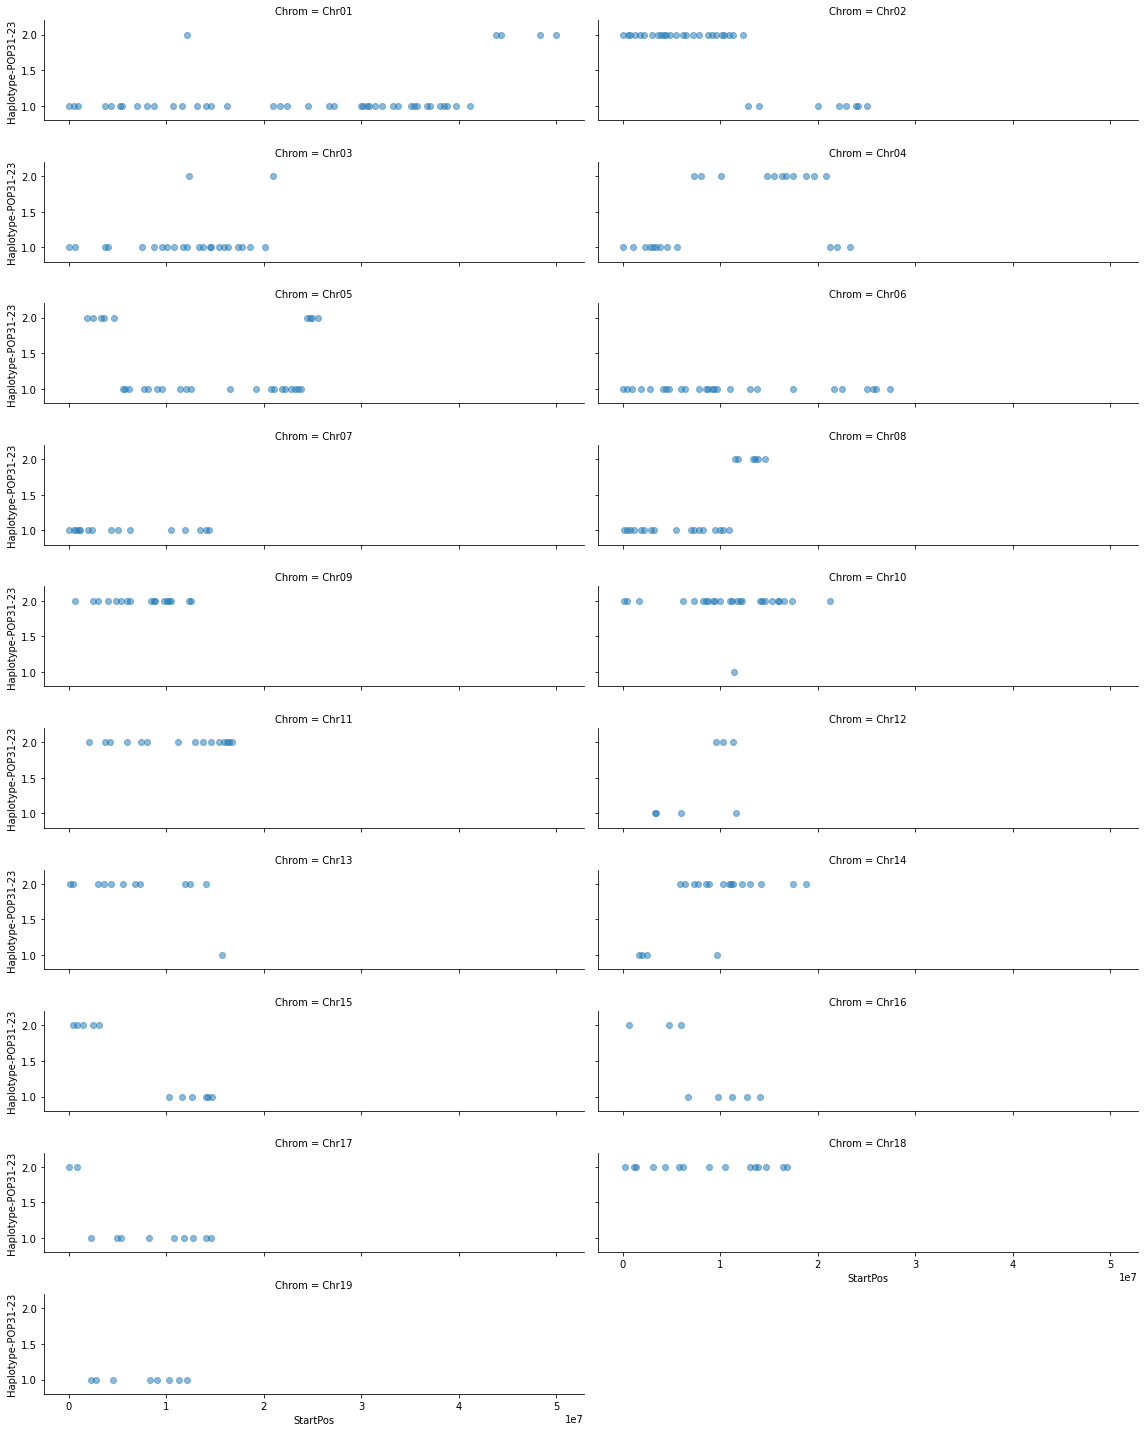 Chrom = Chr01
Chrom = Chr02
Haplotype-POP31-23
2.0
1.5
1.0
Chrom = Chr03
Chrom = Chr04
Haplotype-POP31-23
2.0
1.5
1.0
Chrom = Chr05
Chrom = Chr06
Haplotype-POP31-23
2.0
1.5
1.0
Chrom = Chr07
Chrom = Chr08
Haplotype-POP31-23
2.0
1.5
1.0
Chrom = Chr09
Chrom = Chr10
Haplotype-POP31-23
2.0
1.5
1.0
Chrom = Chr11
Chrom = Chr12
Haplotype-POP31-23
2.0
1.5
1.0
Chrom = Chr13
Chrom = Chr14
Haplotype-POP31-23
2.0
1.5
1.0
Chrom = Chr15
Chrom = Chr16
Haplotype-POP31-23
2.0
1.5
1.0
Chrom = Chr17
Chrom = Chr18
Haplotype-POP31-23
2.0
1.5
1.0
0 1 2 3 4 5
StartPos
1e7
Chrom = Chr19
Haplotype-POP31-23
2.0
1.5
1.0
0 1 2 3 4 5
StartPos
1e7